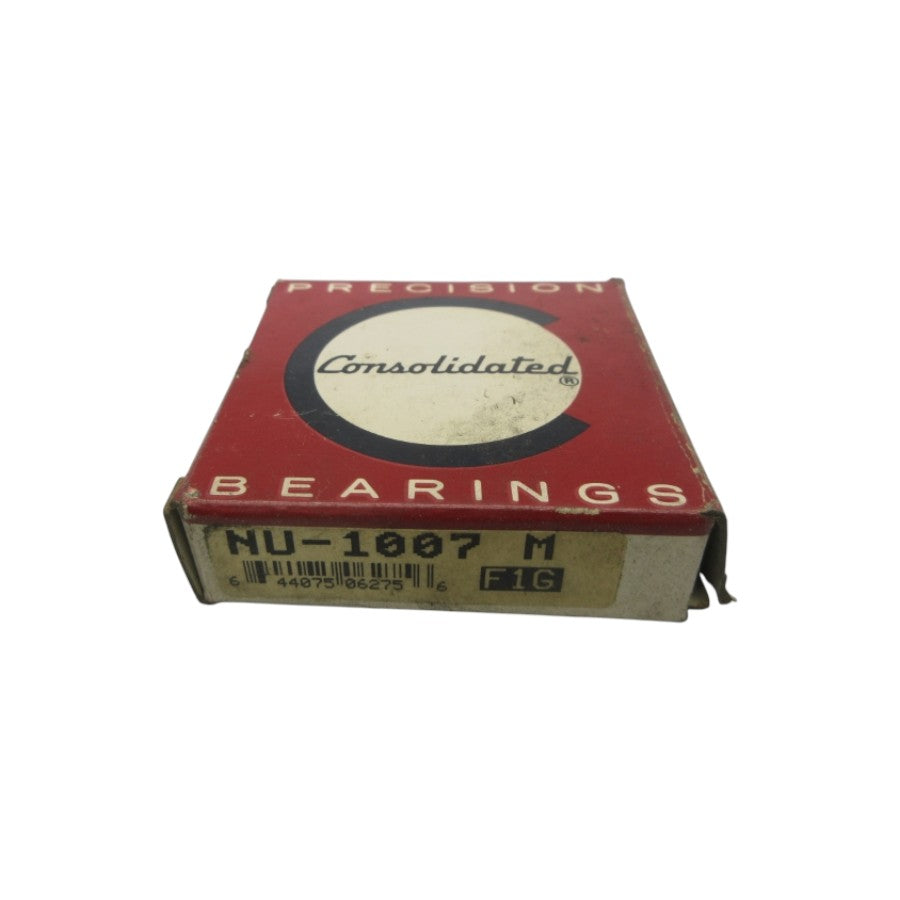 PRECISION
Consolidated®
BEARINGS
NU-1007 M
6 44075 06275 6 F1G